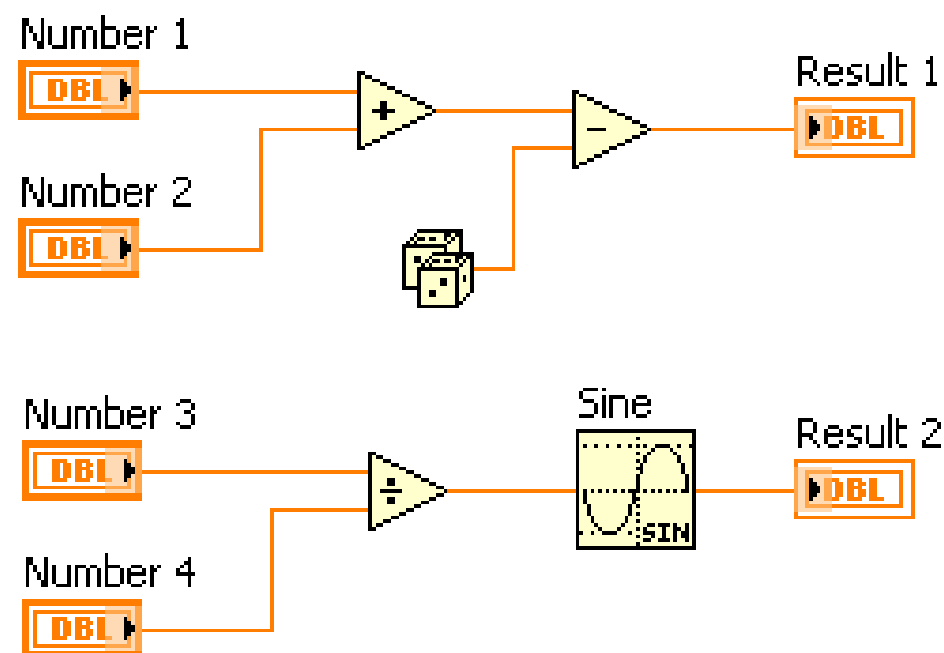 Number 1
DBL
+
−
Result 1
DBL
Number 2
DBL
Number 3
DBL
÷
Sine
SIN
Result 2
DBL
Number 4
DBL